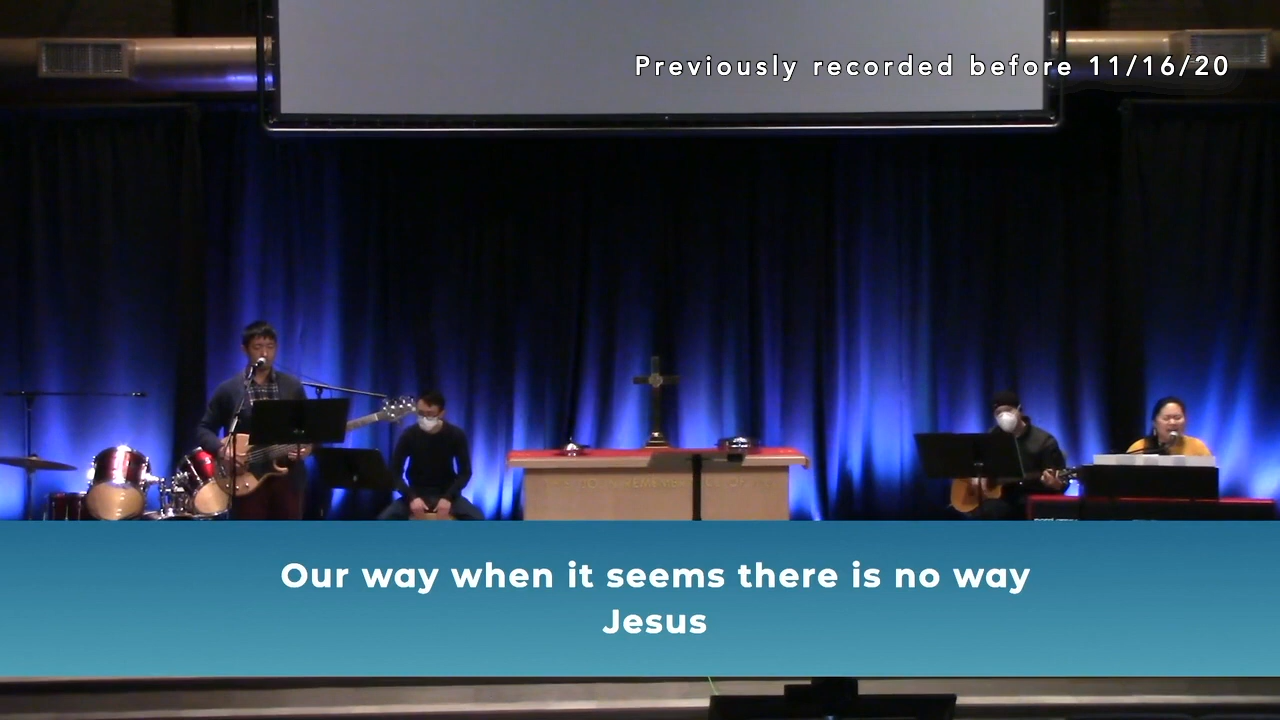 Previously recorded before 11/16/20
Our way when it seems there is no way
Jesus